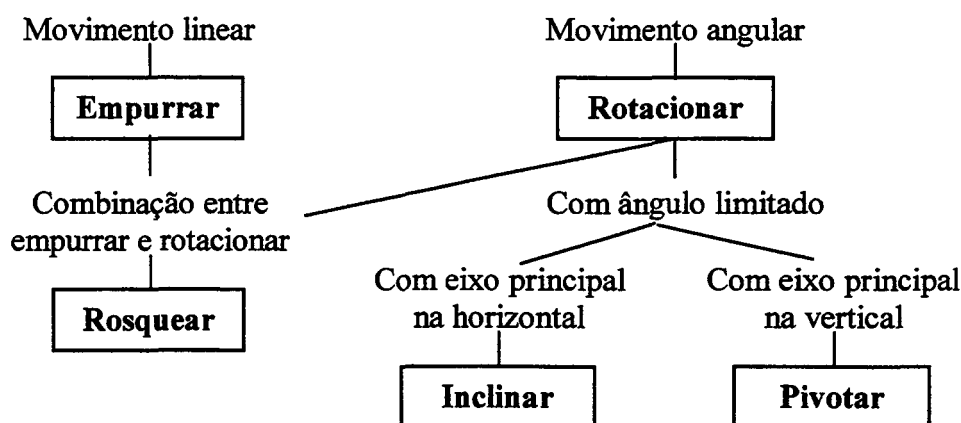 Movimento linear
Movimento angular
Empurrar
Rotacionar
Combinação entre
empurrar e rotacionar
Com ângulo limitado
Com eixo principal
na horizontal
Com eixo principal
na vertical
Rosquear
Inclinar
Pivotar